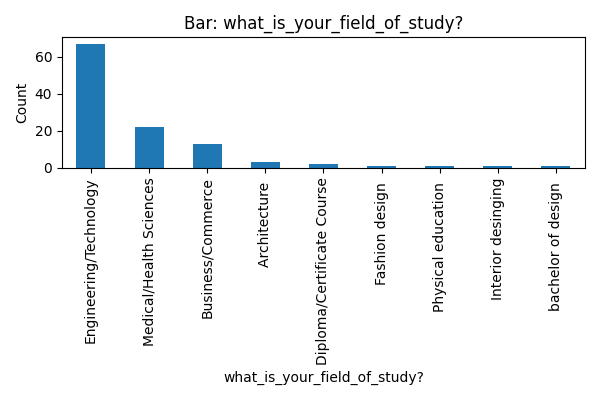 Bar: what_is_your_field_of_study?
Count
60
40
20
0
Engineering/Technology
Medical/Health Sciences
Business/Commerce
Architecture
Diploma/Certificate Course
Fashion design
Physical education
Interior desinging
bachelor of design
what_is_your_field_of_study?